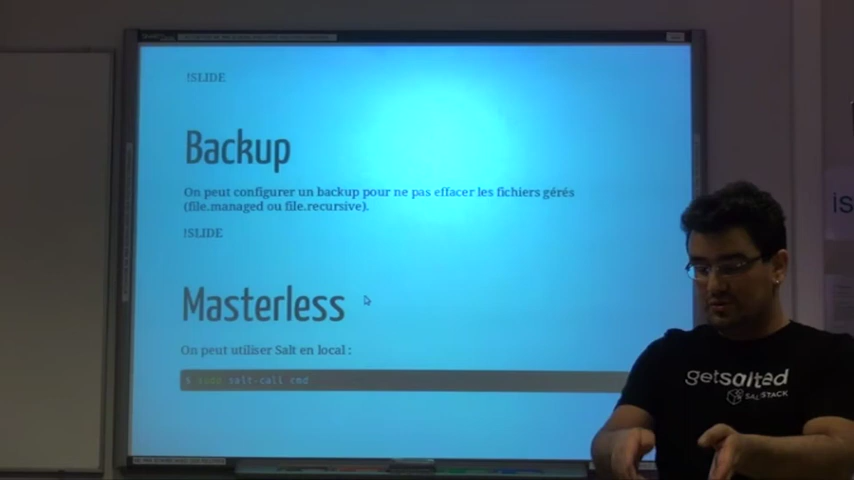 !SLIDE
Backup
On peut configurer un backup pour ne pas effacer les fichiers gérés
(file.managed ou file.recursive).
!SLIDE
Masterless
On peut utiliser Salt en local :
$ sudo salt-call cmd
getsalted
SALTSTACK
is